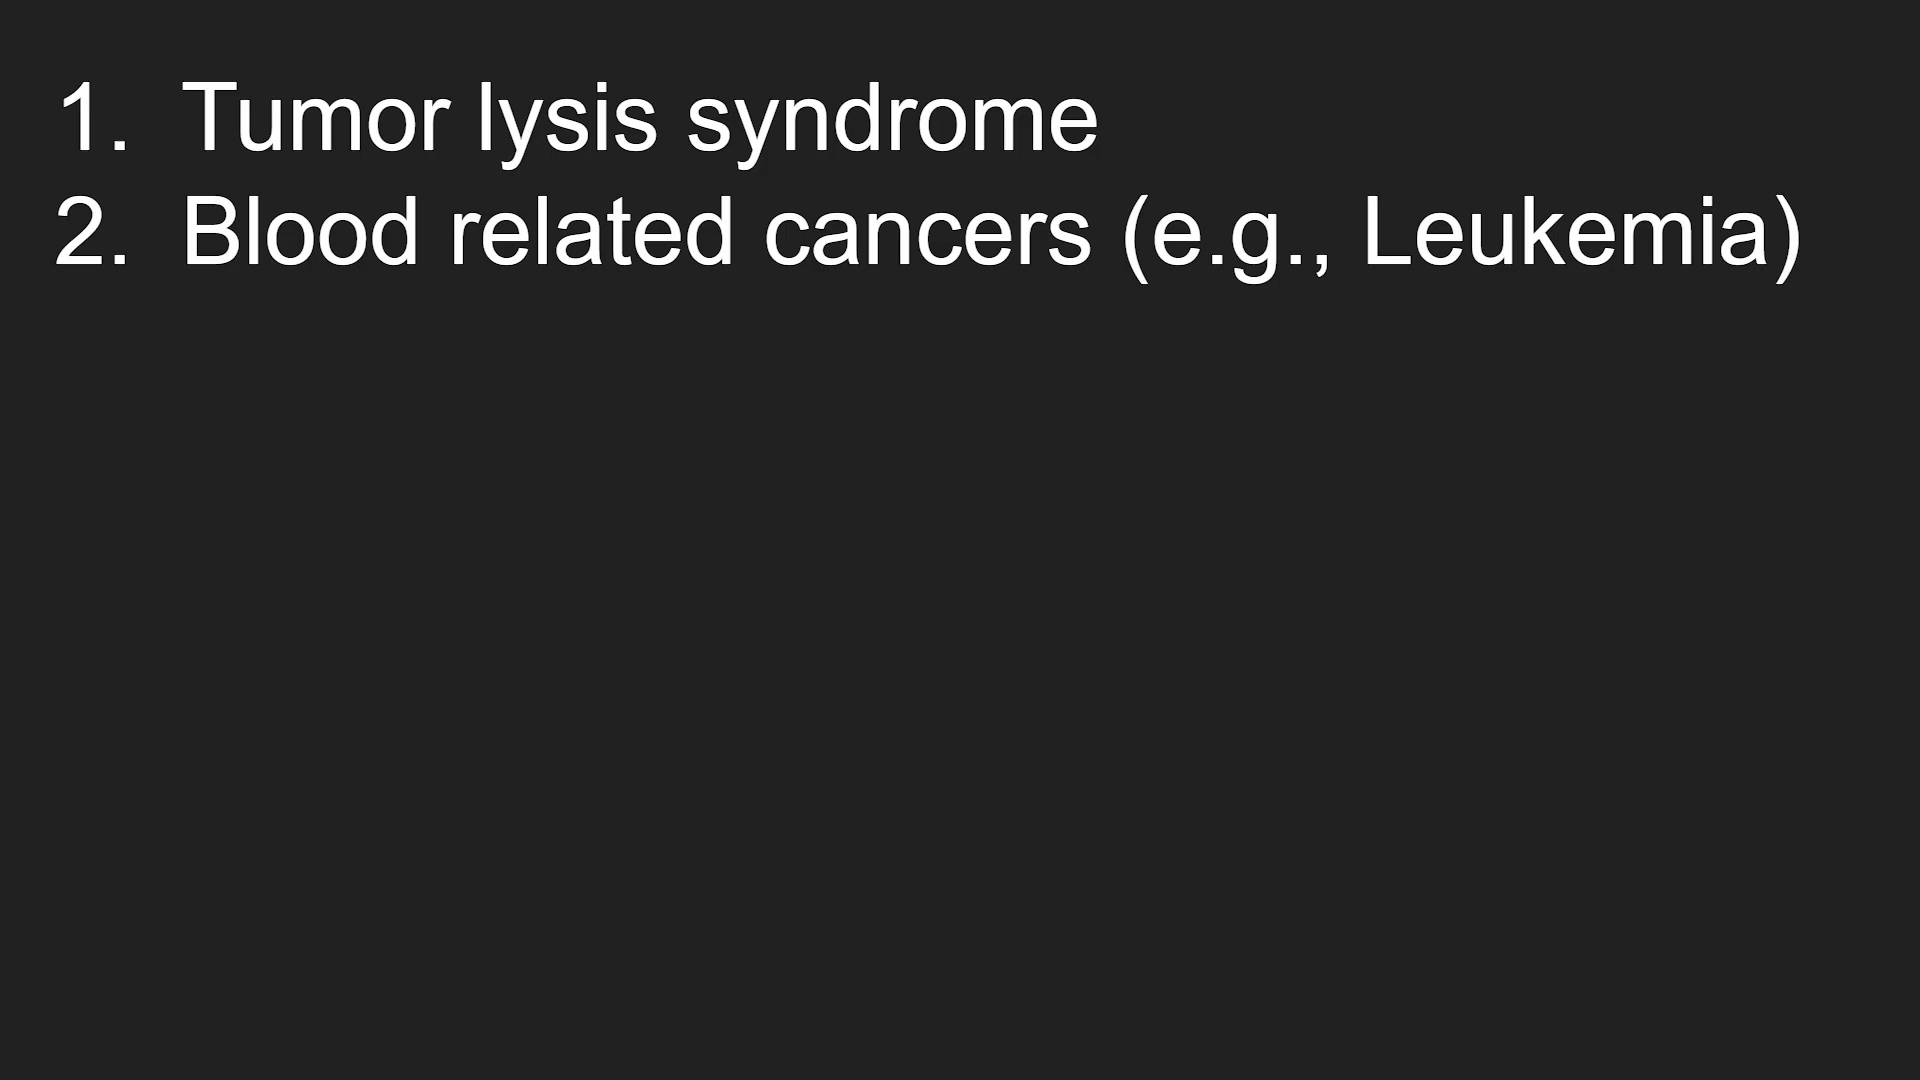 1. Tumor lysis syndrome
2. Blood related cancers (e.g., Leukemia)